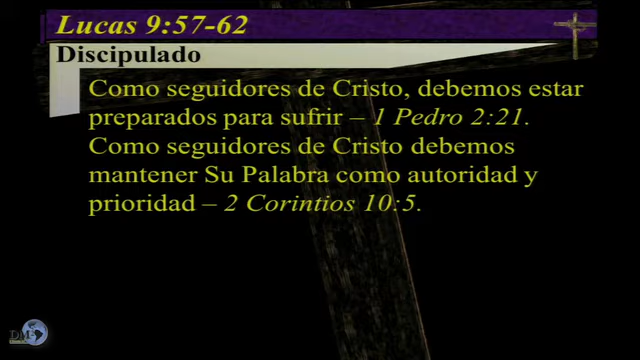 Lucas 9:57-62
Discipulado
Como seguidores de Cristo, debemos estar
preparados para sufrir – 1 Pedro 2:21.
Como seguidores de Cristo debemos
mantener Su Palabra como autoridad y
prioridad – 2 Corintios 10:5.